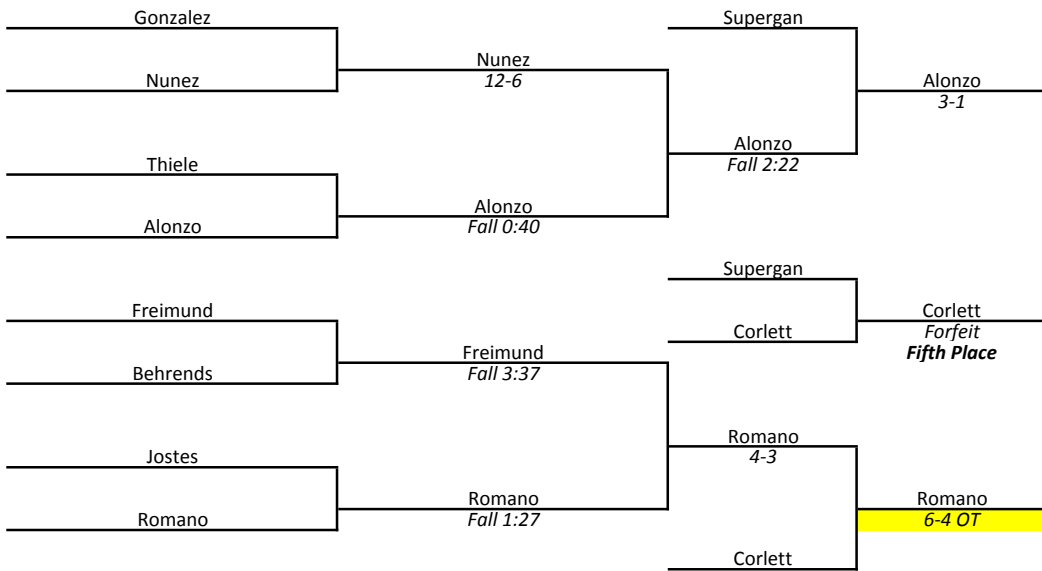 Gonzalez
Nunez
Nunez
12-6
Thiele
Alonzo
Alonzo
Fall 0:40
Supergan
Alonzo
Fall 2:22
Alonzo
3-1
Supergan
Corlett
Corlett
Forfeit
Fifth Place
Freimund
Behrends
Freimund
Fall 3:37
Jostes
Romano
Romano
Fall 1:27
Romano
4-3
Corlett
Romano
6-4 OT